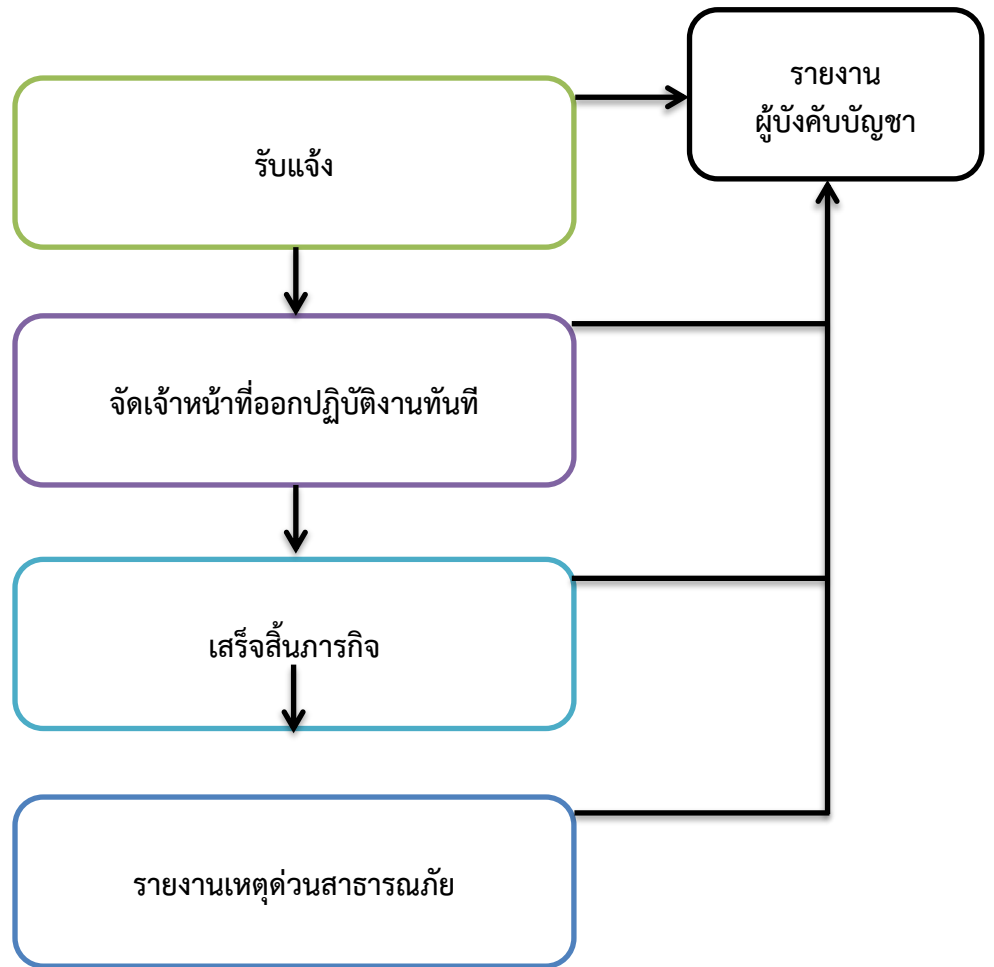 รายงาน
ผู้บังคับบัญชา
รับแจ้ง
จัดเจ้าหน้าที่ออกปฏิบัติงานทันที
เสร็จสิ้นภารกิจ
รายงานเหตุด่วนสาธารณภัย